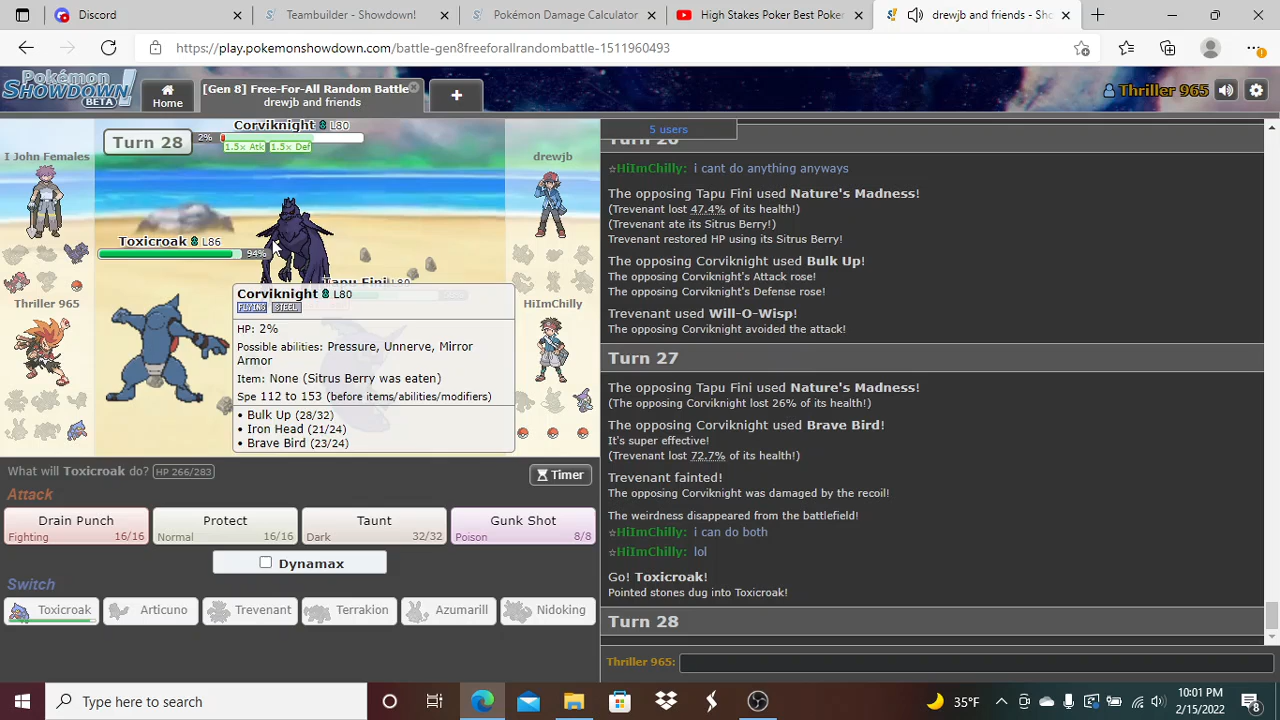 Discord
Teambuilder - Showdown!
Pokémon Damage Calculator
High Stakes Poker Best Poke
drewjb and friends - Sho
https://play.pokemonshowdown.com/battle-gen8freeforallrandombattle-1511960493
Pokémon
SHOWDOWN!
BETA
Home
[Gen 8] Free-For-All Random Battle
drewjb and friends
+
Thriller 965
Turn 28
Corviknight L80
2%
1.5× Atk 1.5× Def
I John Females
drewjb
Toxicroak L86
94%
Tapu Fini L80
Thriller 965
HiImChilly
Corviknight L80
FLYING STEEL
HP: 2%
Possible abilities: Pressure, Unnerve, Mirror
Armor
Item: None (Sitrus Berry was eaten)
Spe 112 to 153 (before items/abilities/modifiers)
• Bulk Up (28/32)
• Iron Head (21/24)
• Brave Bird (23/24)
What will Toxicroak do? HP 266/283
Timer
Attack
Drain Punch
Fighting 16/16
Protect
Normal 16/16
Taunt
Dark 32/32
Gunk Shot
Poison 8/8
Dynamax
Switch
Toxicroak
Articuno
Trevenant
Terrakion
Azumarill
Nidoking
5 users
Turn 26
☆HiImChilly: i cant do anything anyways
The opposing Tapu Fini used Nature's Madness!
(Trevenant lost 47.4% of its health!)
(Trevenant ate its Sitrus Berry!)
Trevenant restored HP using its Sitrus Berry!
The opposing Corviknight used Bulk Up!
The opposing Corviknight's Attack rose!
The opposing Corviknight's Defense rose!
Trevenant used Will-O-Wisp!
The opposing Corviknight avoided the attack!
Turn 27
The opposing Tapu Fini used Nature's Madness!
(The opposing Corviknight lost 26% of its health!)
The opposing Corviknight used Brave Bird!
It's super effective!
(Trevenant lost 72.7% of its health!)
Trevenant fainted!
The opposing Corviknight was damaged by the recoil!
The weirdness disappeared from the battlefield!
☆HiImChilly: i can do both
☆HiImChilly: lol
Go! Toxicroak!
Pointed stones dug into Toxicroak!
Turn 28
Thriller 965:
Type here to search
35°F
10:01 PM
2/15/2022
8